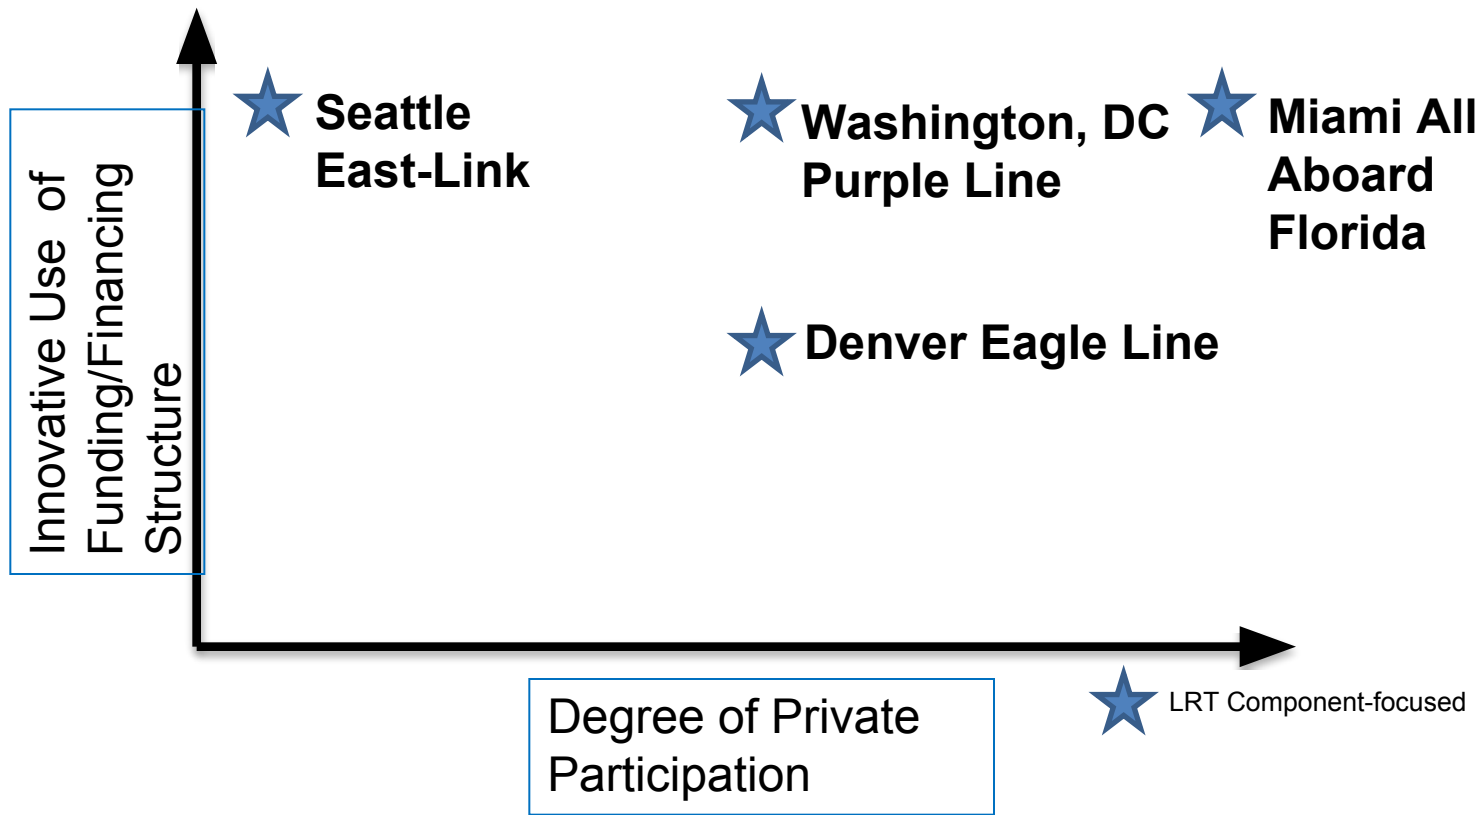 Seattle
East-Link
Washington, DC
Purple Line
Miami All
Aboard
Florida
Denver Eagle Line
Innovative Use of
Funding/Financing
Structure
Degree of Private
Participation
LRT Component-focused